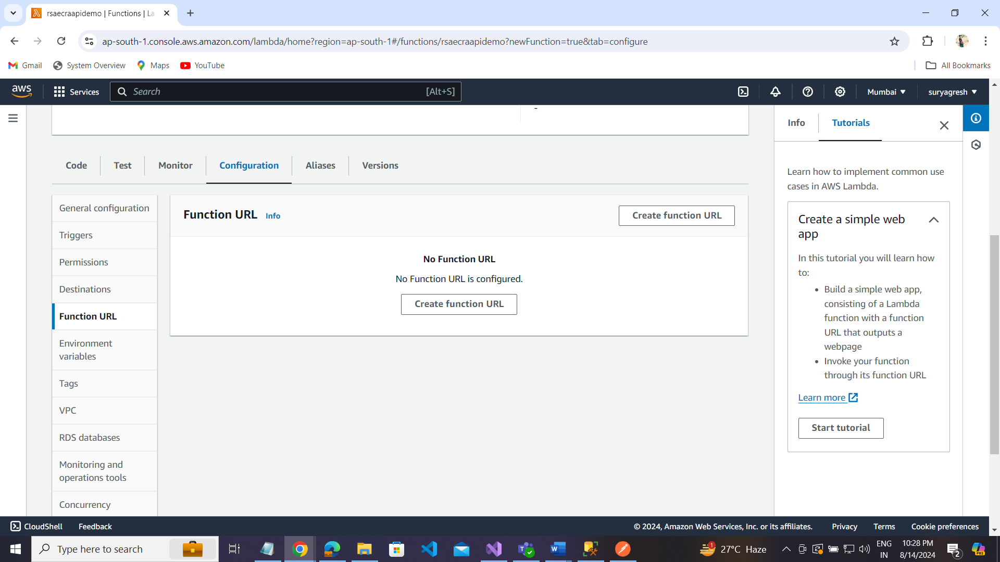 rsaecraapidemo | Functions | La
ap-south-1.console.aws.amazon.com/lambda/home?region=ap-south-1#/functions/rsaecraapidemo?newFunction=true&tab=configure
Gmail System Overview Maps YouTube All Bookmarks
aws Services Search [Alt+S] Mumbai suryagresh
-
Info Tutorials
Code Test Monitor Configuration Aliases Versions
General configuration
Triggers
Permissions
Destinations
Function URL
Environment
variables
Tags
VPC
RDS databases
Monitoring and
operations tools
Concurrency
Function URL Info Create function URL
No Function URL
No Function URL is configured.
Create function URL
Learn how to implement common use
cases in AWS Lambda.
Create a simple web
app
In this tutorial you will learn how
to:
• Build a simple web app,
consisting of a Lambda
function with a function
URL that outputs a
webpage
• Invoke your function
through its function URL
Learn more
Start tutorial
CloudShell Feedback © 2024, Amazon Web Services, Inc. or its affiliates. Privacy Terms Cookie preferences
Type here to search 1 27°C Haze ENG 10:28 PM 2 PRE
IN 8/14/2024